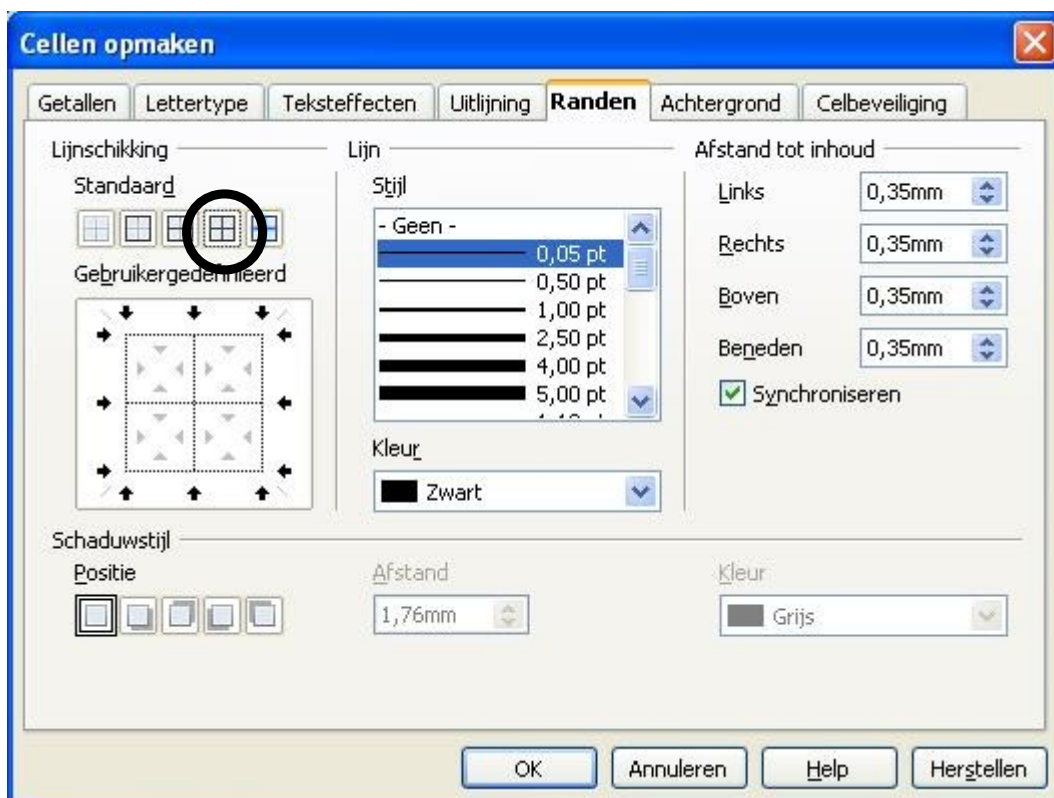 Cellen opmaken
Getallen Lettertype Teksteffecten Uitlijning Randen Achtergrond Celbeveiliging
Lijnschikking
Standaard
Gebruikergedefinieerd
Lijn
Stijl
- Geen -
0,05 pt
0,50 pt
1,00 pt
2,50 pt
4,00 pt
5,00 pt
Kleur
Zwart
Afstand tot inhoud
Links 0,35mm
Rechts 0,35mm
Boven 0,35mm
Beneden 0,35mm
Synchroniseren
Schaduwstijl
Positie
Afstand
1,76mm
Kleur
Grijs
OK Annuleren Help Herstellen